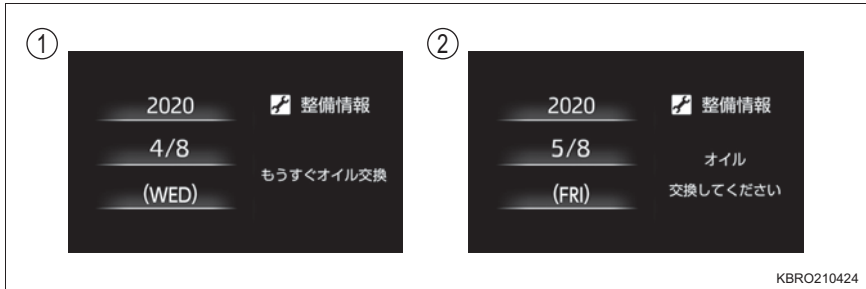 ①
2020
4/8
(WED)
整備情報
もうすぐオイル交換
②
2020
5/8
(FRI)
整備情報
オイル
交換してください
KBRO210424